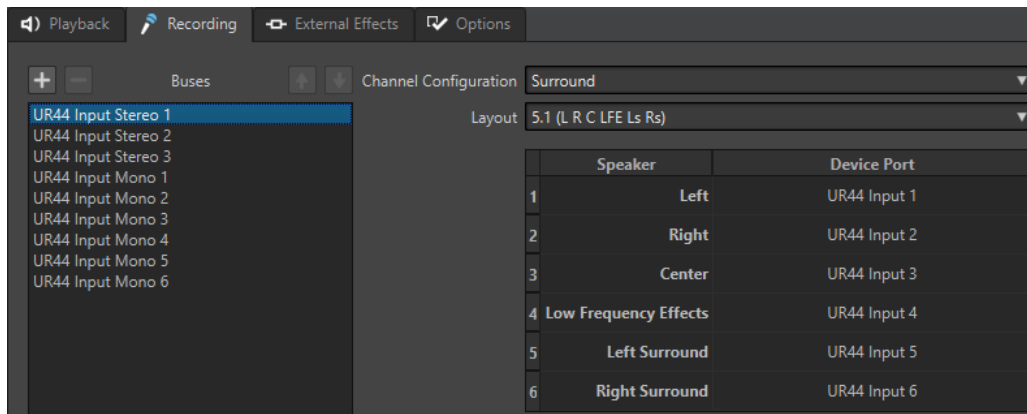 Playback Recording External Effects Options
Buses
UR44 Input Stereo 1
UR44 Input Stereo 2
UR44 Input Stereo 3
UR44 Input Mono 1
UR44 Input Mono 2
UR44 Input Mono 3
UR44 Input Mono 4
UR44 Input Mono 5
UR44 Input Mono 6
Channel Configuration Surround
Layout 5.1 (L R C LFE Ls Rs)
Speaker Device Port
1 Left UR44 Input 1
2 Right UR44 Input 2
3 Center UR44 Input 3
4 Low Frequency Effects UR44 Input 4
5 Left Surround UR44 Input 5
6 Right Surround UR44 Input 6